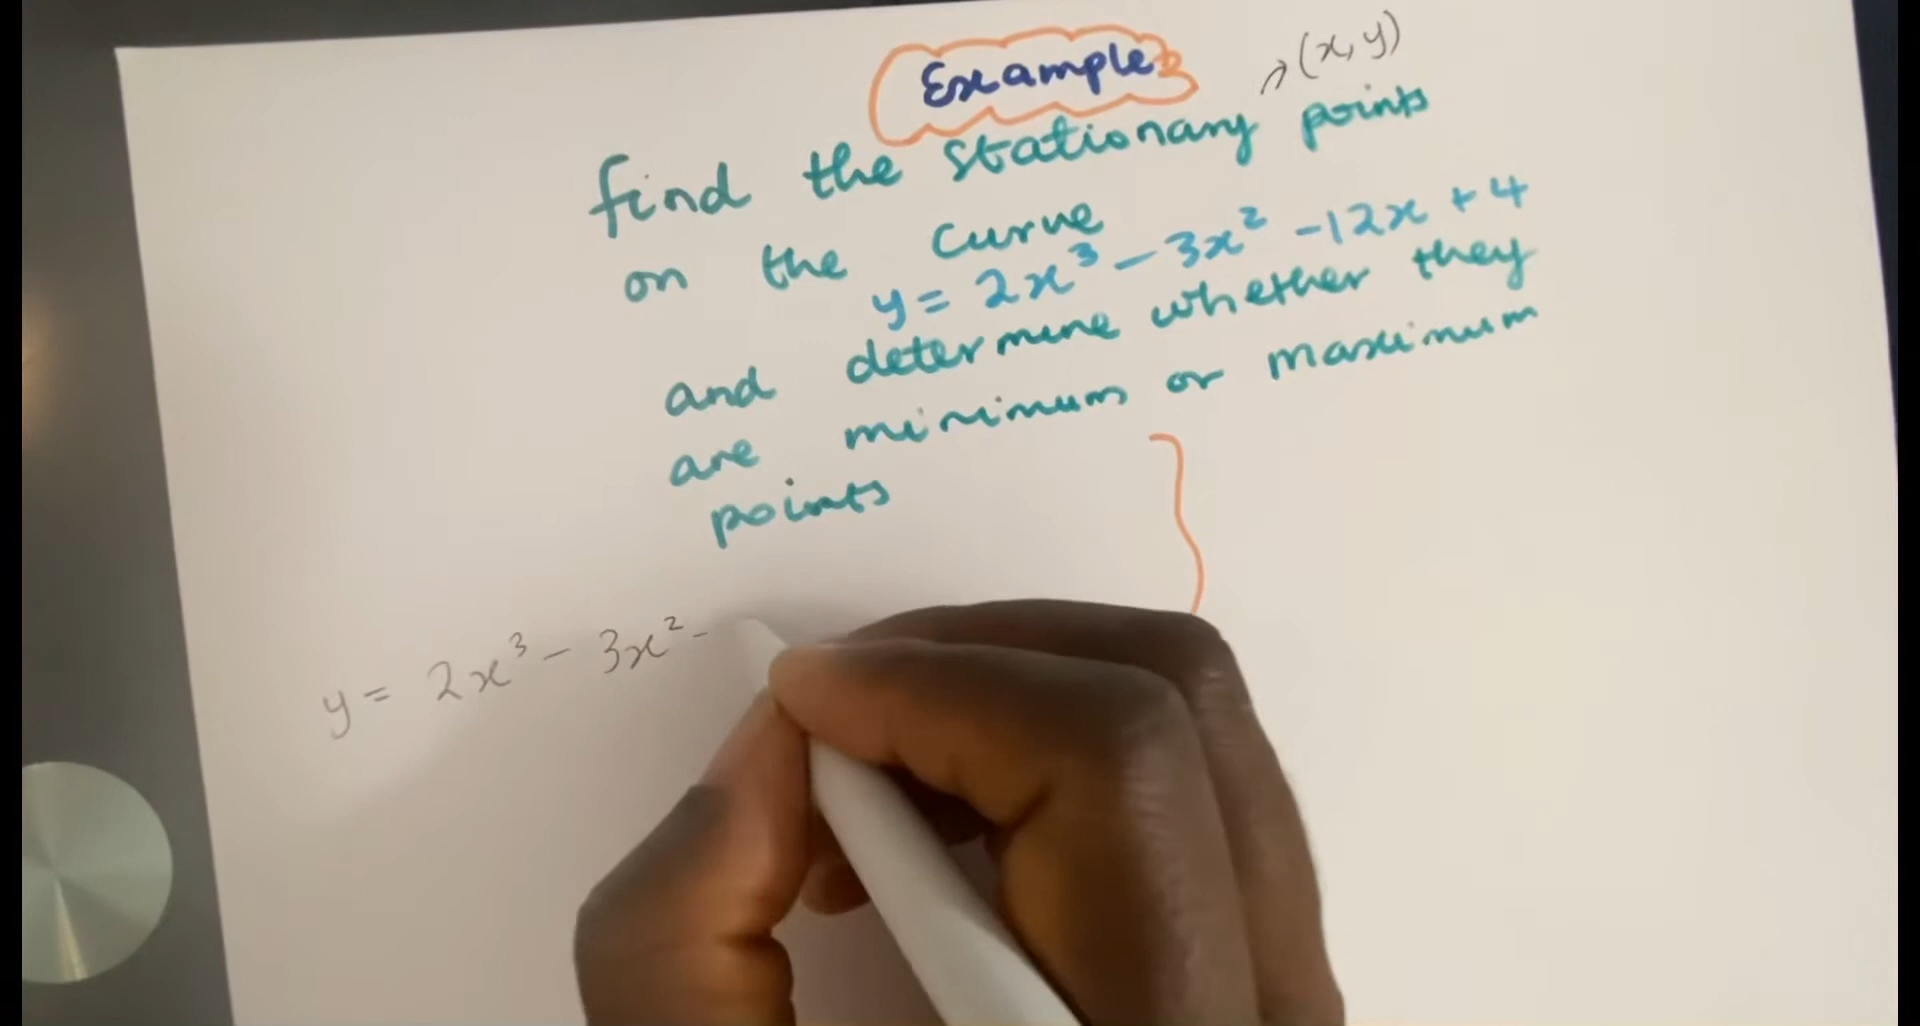 Example
→ (x, y)
find the stationary points
on the curve
y = 2x³ - 3x² - 12x + 4
and determine whether they
are minimum or maximum
points
y = 2x³ - 3x² -